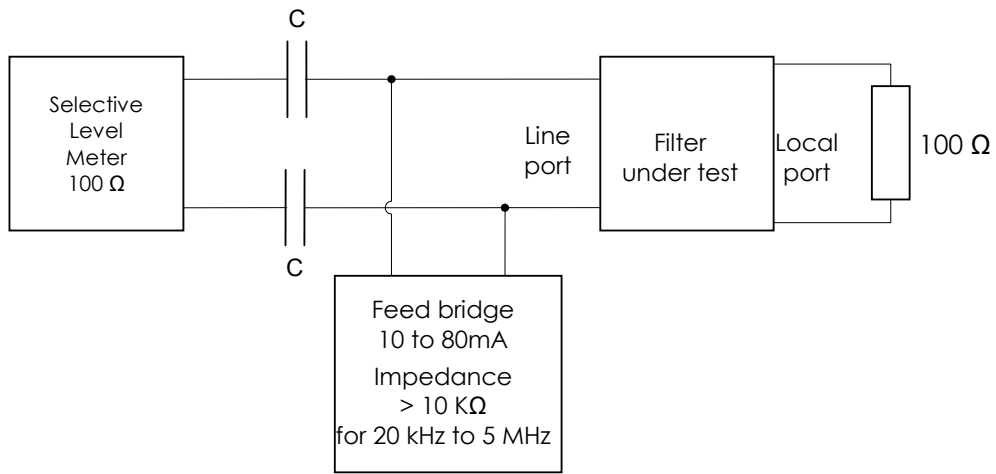 C
Selective
Level
Meter
100 Ω
Line
port
Filter
under test
Local
port
100 Ω
C
Feed bridge
10 to 80mA
Impedance
> 10 KΩ
for 20 kHz to 5 MHz